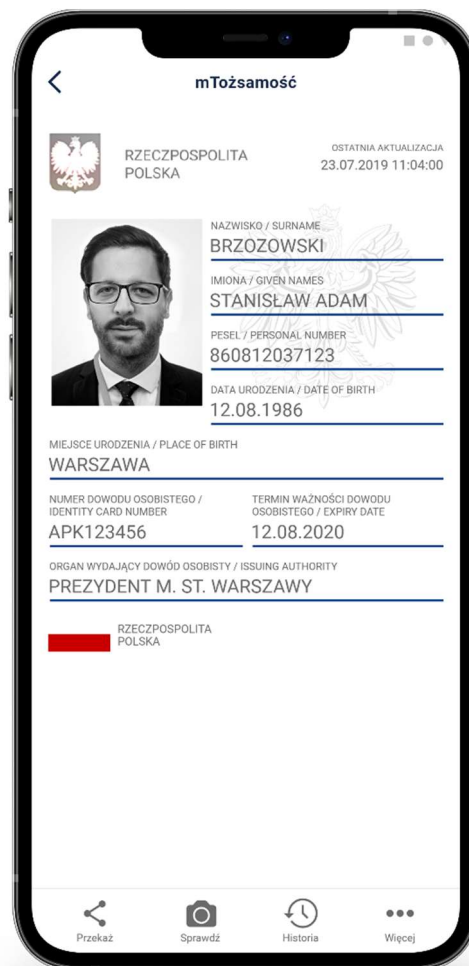 mTożsamość
RZECZPOSPOLITA
POLSKA
OSTATNIA AKTUALIZACJA
23.07.2019 11:04:00
NAZWISKO / SURNAME
BRZOZOWSKI
IMIONA / GIVEN NAMES
STANISŁAW ADAM
PESEL / PERSONAL NUMBER
860812037123
DATA URODZENIA / DATE OF BIRTH
12.08.1986
MIEJSCE URODZENIA / PLACE OF BIRTH
WARSZAWA
NUMER DOWODU OSOBISTEGO /
IDENTITY CARD NUMBER
APK123456
TERMIN WAŻNOŚCI DOWODU
OSOBISTEGO / EXPIRY DATE
12.08.2020
ORGAN WYDAJĄCY DOWÓD OSOBISTY / ISSUING AUTHORITY
PREZYDENT M. ST. WARSZAWY
RZECZPOSPOLITA
POLSKA
Przekaż
Sprawdź
Historia
Więcej